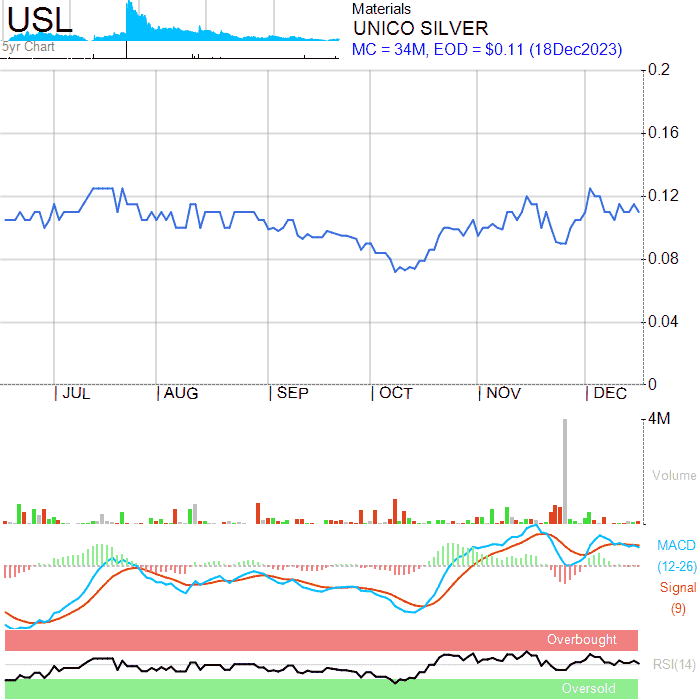 USL
5yr Chart
Materials
UNICO SILVER
MC = 34M, EOD = $0.11 (18Dec2023)
0.2
0.16
0.12
0.08
0.04
0
JUL AUG SEP OCT NOV DEC
4M
Volume
MACD
(12-26)
Signal
(9)
Overbought
RSI(14)
Oversold